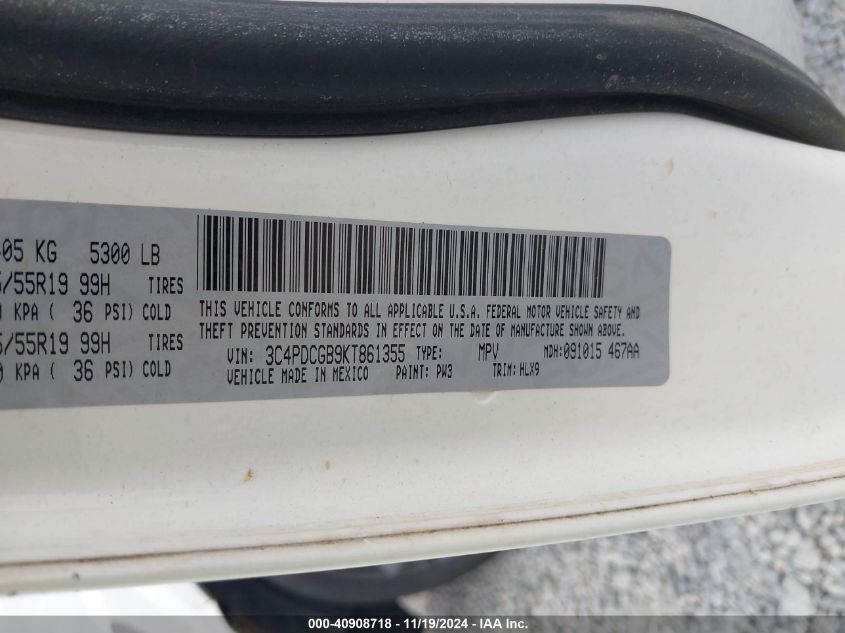 05 KG 5300 LB
/55R19 99H TIRES
KPA ( 36 PSI) COLD
/55R19 99H TIRES
KPA ( 36 PSI) COLD
THIS VEHICLE CONFORMS TO ALL APPLICABLE U.S.A. FEDERAL MOTOR VEHICLE SAFETY AND
THEFT PREVENTION STANDARDS IN EFFECT ON THE DATE OF MANUFACTURE SHOWN ABOVE.
VIN: 3C4PDCGB9KT861355 TYPE: MPV MDH:091015 467AA
VEHICLE MADE IN MEXICO PAINT: PW3 TRIM:HLX9
000-40908718 - 11/19/2024 - IAA Inc.